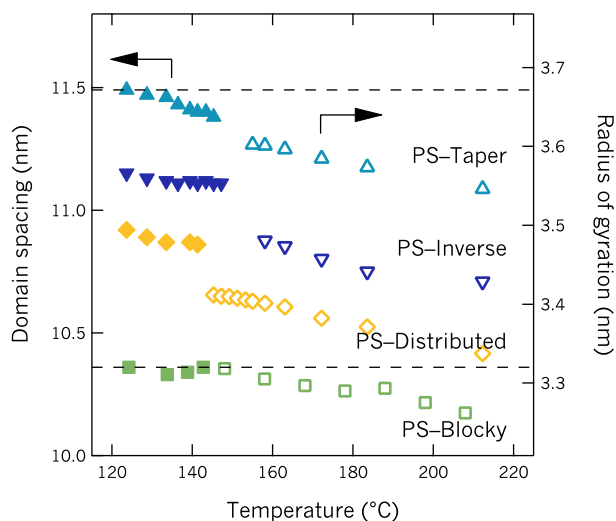 11.5
11.0
10.5
10.0
Domain spacing (nm)
3.7
3.6
3.5
3.4
3.3
Radius of gyration (nm)
PS–Taper
PS–Inverse
PS–Distributed
PS–Blocky
120
140
160
180
200
220
Temperature (°C)